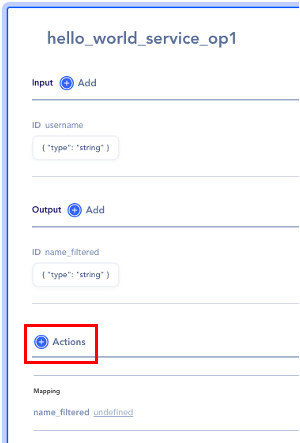 hello_world_service_op1
Input Add
ID username
{ "type": "string" }
Output Add
ID name_filtered
{ "type": "string" }
Actions
Mapping
name_filtered undefined